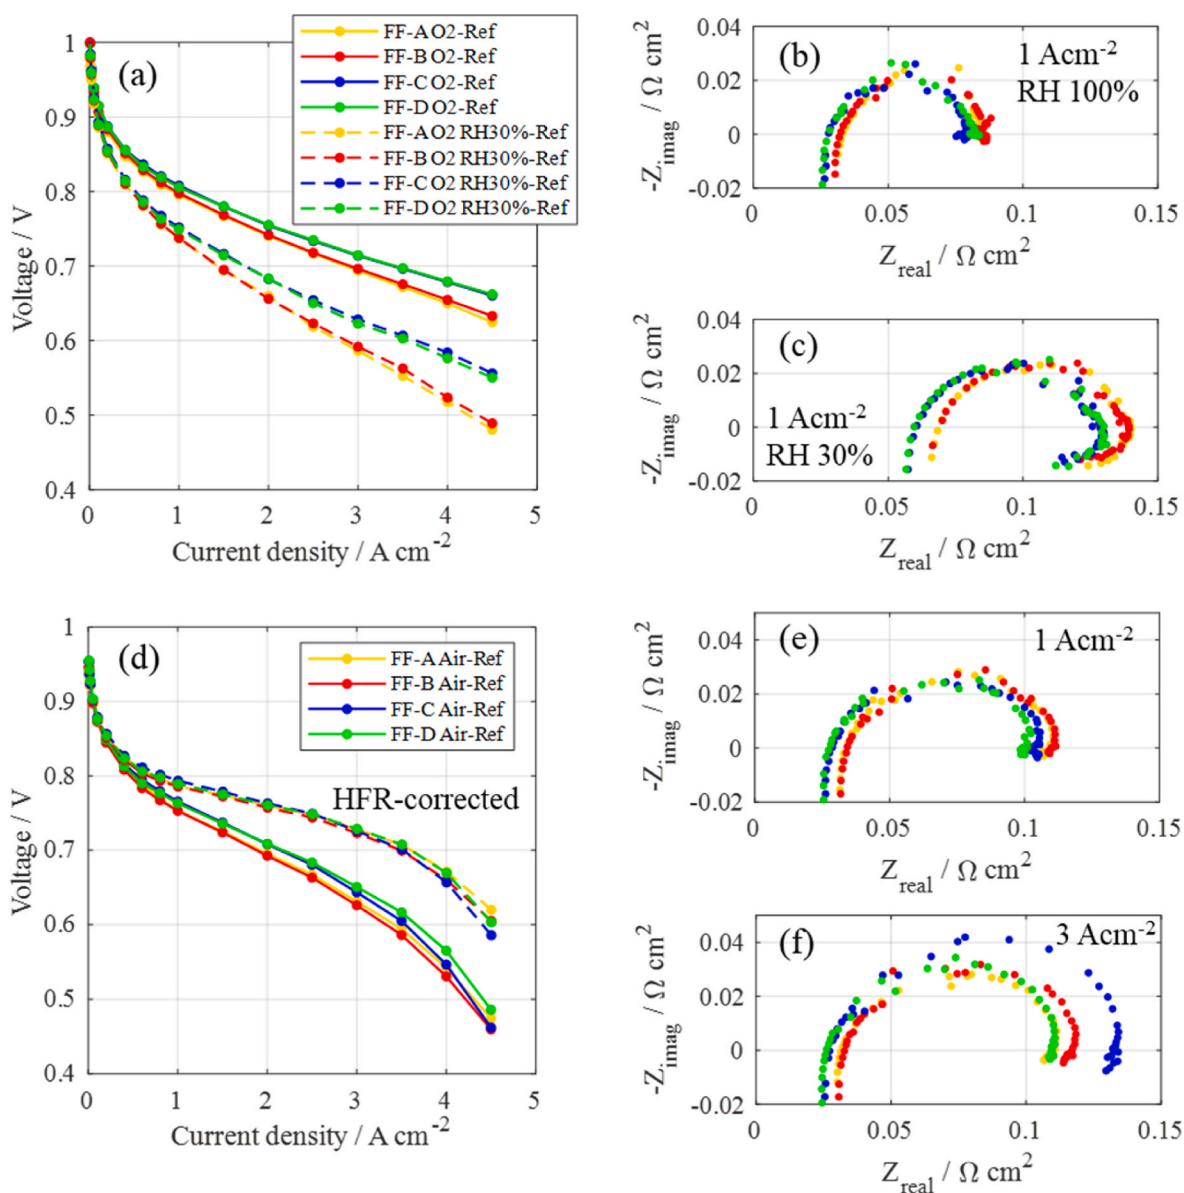 (a)
FF-A O2-Ref
FF-B O2-Ref
FF-C O2-Ref
FF-D O2-Ref
FF-A O2 RH30%-Ref
FF-B O2 RH30%-Ref
FF-C O2 RH30%-Ref
FF-D O2 RH30%-Ref
1
0.9
0.8
0.7
0.6
0.5
0.4
Voltage / V
0 1 2 3 4 5
Current density / A cm-2
(b)
1 Acm-2
RH 100%
0.04
0.02
0
-0.02
-Z.imag / Ω cm2
0 0.05 0.1 0.15
Zreal / Ω cm2
(c)
1 Acm-2
RH 30%
0.04
0.02
0
-0.02
-Z.imag / Ω cm2
0 0.05 0.1 0.15
Zreal / Ω cm2
(d)
FF-A Air-Ref
FF-B Air-Ref
FF-C Air-Ref
FF-D Air-Ref
HFR-corrected
1
0.9
0.8
0.7
0.6
0.5
0.4
Voltage / V
0 1 2 3 4 5
Current density / A cm-2
(e)
1 Acm-2
0.04
0.02
0
-0.02
-Z.imag / Ω cm2
0 0.05 0.1 0.15
Zreal / Ω cm2
(f)
3 Acm-2
0.04
0.02
0
-0.02
-Z.imag / Ω cm2
0 0.05 0.1 0.15
Zreal / Ω cm2